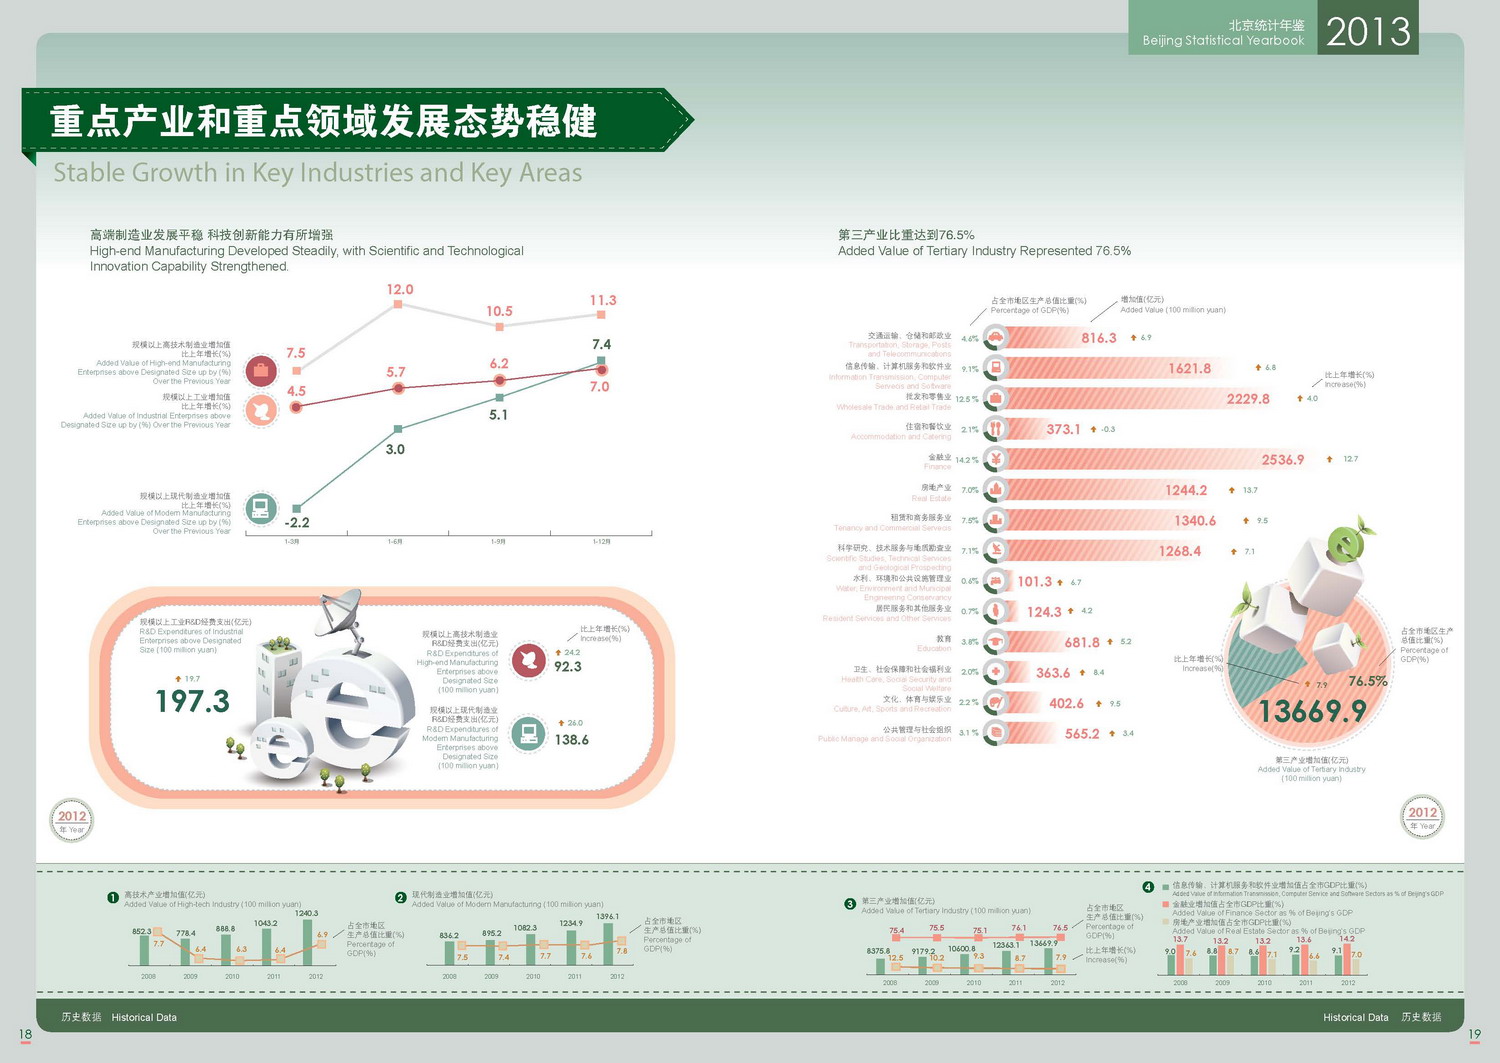 北京统计年鉴
Beijing Statistical Yearbook
2013
重点产业和重点领域发展态势稳健
Stable Growth in Key Industries and Key Areas
高端制造业发展平稳 科技创新能力有所增强
High-end Manufacturing Developed Steadily, with Scientific and Technological
Innovation Capability Strengthened.
12.0
10.5
11.3
7.5
7.4
4.5
5.7
6.2
7.0
5.1
3.0
-2.2
规模以上高技术制造业增加值
比上年增长(%)
Added Value of High-end Manufacturing
Enterprises above Designated Size up by (%)
Over the Previous Year
规模以上工业增加值
比上年增长(%)
Added Value of Industrial Enterprises above
Designated Size up by (%) Over the Previous Year
规模以上现代制造业增加值
比上年增长(%)
Added Value of Modern Manufacturing
Enterprises above Designated Size up by (%)
Over the Previous Year
1-3月
1-6月
1-9月
1-12月
规模以上工业R&D经费支出(亿元)
R&D Expenditures of Industrial
Enterprises above Designated
Size (100 million yuan)
19.7
197.3
规模以上高技术制造业
R&D经费支出(亿元)
R&D Expenditures of
High-end Manufacturing
Enterprises above
Designated Size
(100 million yuan)
比上年增长(%)
Increase(%)
24.2
92.3
规模以上现代制造业
R&D经费支出(亿元)
R&D Expenditures of
Modern Manufacturing
Enterprises above
Designated Size
(100 million yuan)
26.0
138.6
2012
年 Year
第三产业比重达到76.5%
Added Value of Tertiary Industry Represented 76.5%
占全市地区生产总值比重(%)
Percentage of GDP(%)
增加值(亿元)
Added Value (100 million yuan)
比上年增长(%)
Increase(%)
交通运输、仓储和邮政业
Transportation, Storage, Posts
and Telecommunications
4.6% 816.3 6.9
信息传输、计算机服务和软件业
Information Transmission, Computer
Services and Software
9.1% 1621.8 6.8
批发和零售业
Wholesale Trade and Retail Trade
12.5 % 2229.8 4.0
住宿和餐饮业
Accommodation and Catering
2.1% 373.1 -0.3
金融业
Finance
14.2 % 2536.9 12.7
房地产业
Real Estate
7.0% 1244.2 13.7
租赁和商务服务业
Tenancy and Commercial Services
7.5% 1340.6 9.5
科学研究、技术服务与地质勘查业
Scientific Studies, Technical Services
and Geological Prospecting
7.1% 1268.4 7.1
水利、环境和公共设施管理业
Water, Environment and Municipal
Engineering Conservancy
0.6% 101.3 6.7
居民服务和其他服务业
Resident Services and Other Services
0.7% 124.3 4.2
教育
Education
3.8% 681.8 5.2
卫生、社会保障和社会福利业
Health Care, Social Security and
Social Welfare
2.0% 363.6 8.4
文化、体育与娱乐业
Culture, Art, Sports and Recreation
2.2 % 402.6 9.5
公共管理与社会组织
Public Manage and Social Organization
3.1 % 565.2 3.4
占全市地区生产
总值比重(%)
Percentage of
GDP(%)
比上年增长(%)
Increase(%)
7.9
76.5%
13669.9
第三产业增加值(亿元)
Added Value of Tertiary Industry
(100 million yuan)
2012
年 Year
1 高技术产业增加值(亿元)
Added Value of High-tech Industry (100 million yuan)
852.3 778.4 888.8 1043.2 1240.3
7.7 6.4 6.3 6.4 6.9
占全市地区
生产总值比重(%)
Percentage of
GDP(%)
2008 2009 2010 2011 2012
2 现代制造业增加值(亿元)
Added Value of Modern Manufacturing (100 million yuan)
836.2 895.2 1082.3 1234.9 1396.1
7.5 7.4 7.7 7.6 7.8
占全市地区
生产总值比重(%)
Percentage of
GDP(%)
2008 2009 2010 2011 2012
3 第三产业增加值(亿元)
Added Value of Tertiary Industry (100 million yuan)
75.4 75.5 75.1 76.1 76.5
8375.8 9179.2 10600.8 12363.1 13669.9
12.5 10.2 9.3 8.7 7.9
占全市地区
生产总值比重(%)
Percentage of
GDP(%)
比上年增长(%)
Increase(%)
2008 2009 2010 2011 2012
4 信息传输、计算机服务和软件业增加值占全市GDP比重(%)
Added Value of Information Transmission, Computer Service and Software Sectors as % of Beijing's GDP
金融业增加值占全市GDP比重(%)
Added Value of Finance Sector as % of Beijing's GDP
房地产业增加值占全市GDP比重(%)
Added Value of Real Estate Sector as % of Beijing's GDP
9.0 13.7 7.6 8.8 13.2 8.7 8.6 13.2 7.1 9.2 13.6 6.6 9.1 14.2 7.0
2008 2009 2010 2011 2012
历史数据 Historical Data
Historical Data 历史数据
18
19